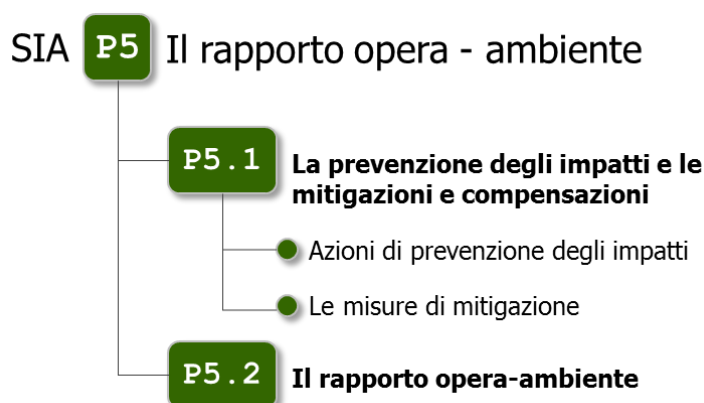 SIA P5 Il rapporto opera - ambiente
P5.1 La prevenzione degli impatti e le
mitigazioni e compensazioni
Azioni di prevenzione degli impatti
Le misure di mitigazione
P5.2 Il rapporto opera-ambiente